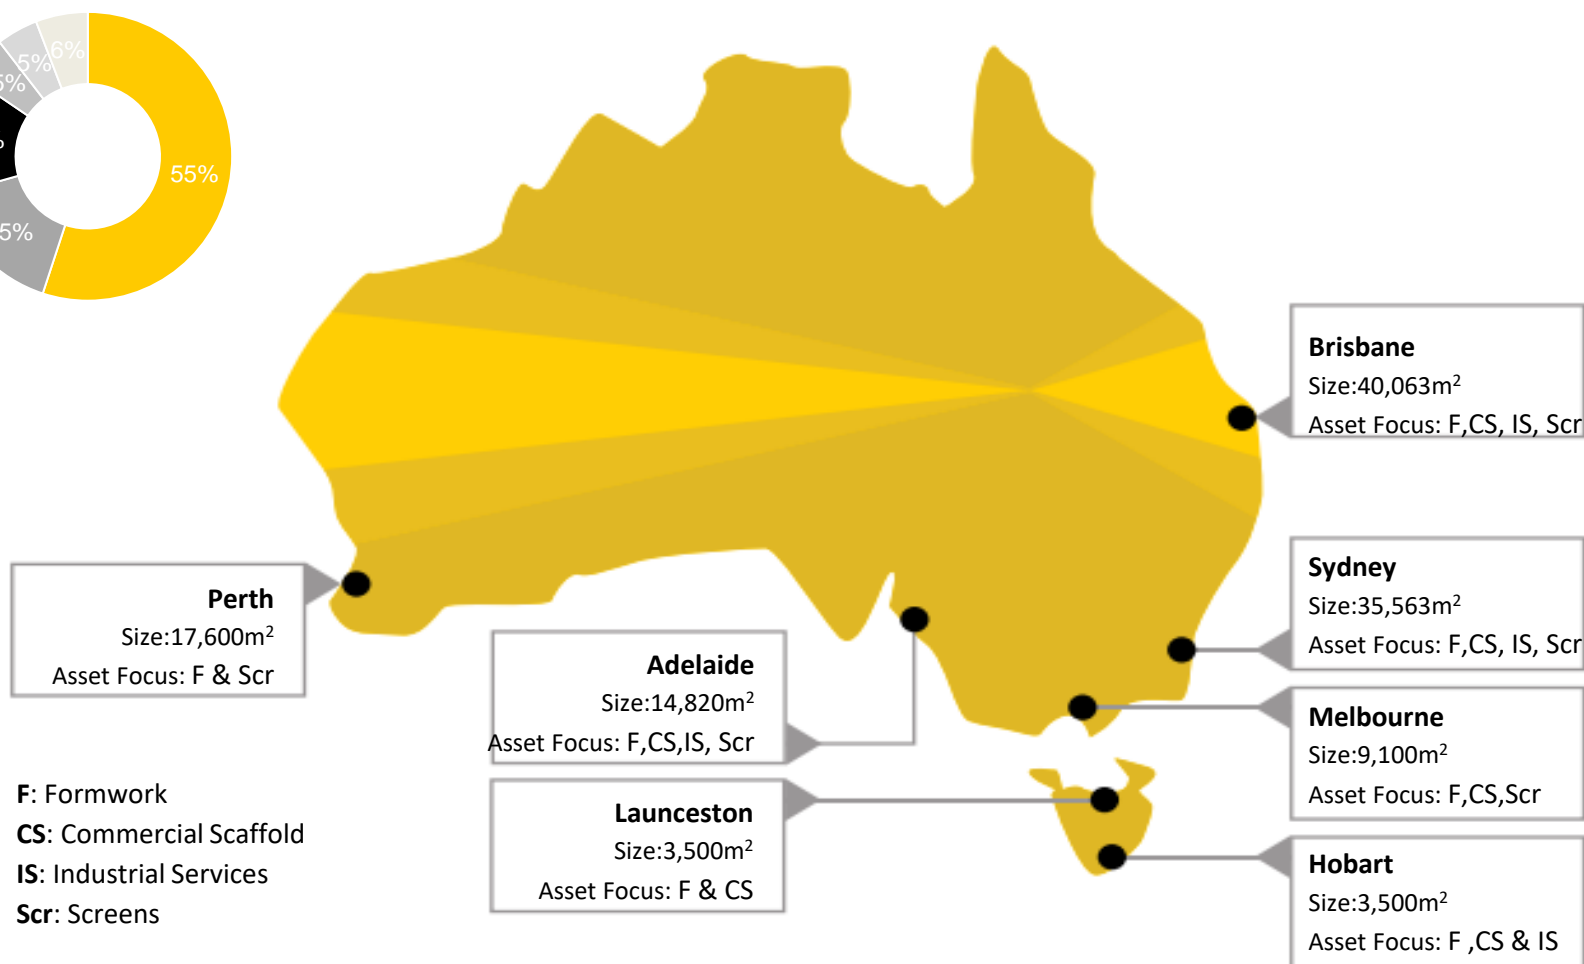 6%
5%
55%
Brisbane
Size:40,063m²
Asset Focus: F,CS, IS, Scr
Sydney
Size:35,563m²
Asset Focus: F,CS, IS, Scr
Perth
Size:17,600m²
Asset Focus: F & Scr
Adelaide
Size:14,820m²
Asset Focus: F,CS,IS, Scr
Melbourne
Size:9,100m²
Asset Focus: F,CS,Scr
Launceston
Size:3,500m²
Asset Focus: F & CS
Hobart
Size:3,500m²
Asset Focus: F ,CS & IS
F: Formwork
CS: Commercial Scaffold
IS: Industrial Services
Scr: Screens